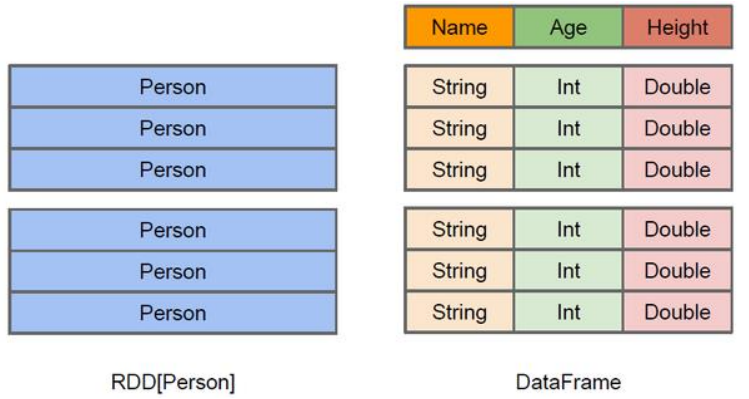 Name Age Height
Person String Int Double
Person String Int Double
Person String Int Double
Person String Int Double
Person String Int Double
Person String Int Double
RDD[Person] DataFrame